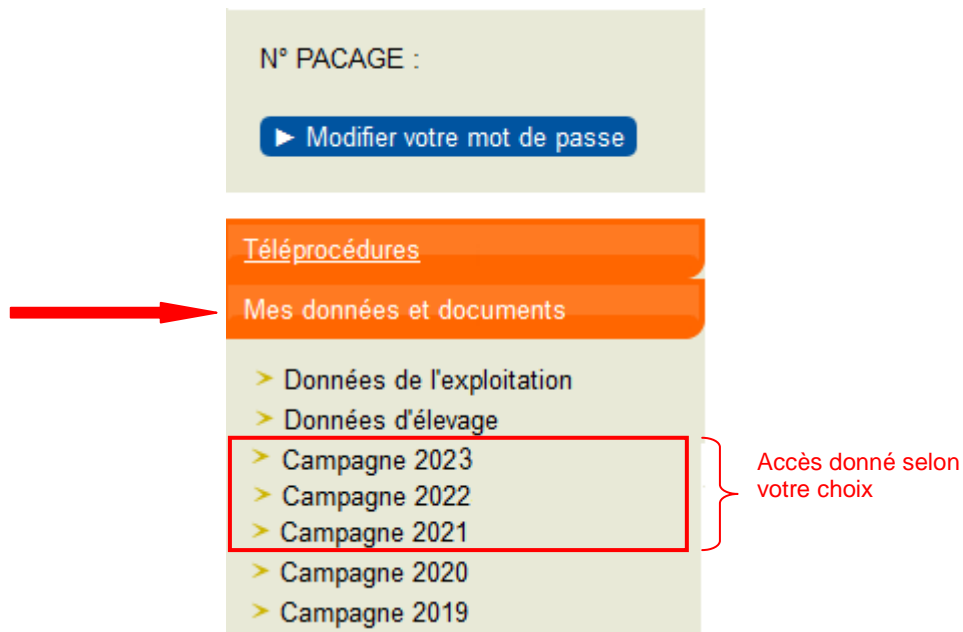 N° PACAGE :
► Modifier votre mot de passe
Téléprocédures
Mes données et documents
> Données de l'exploitation
> Données d'élevage
> Campagne 2023
> Campagne 2022
> Campagne 2021
Accès donné selon
votre choix
> Campagne 2020
> Campagne 2019